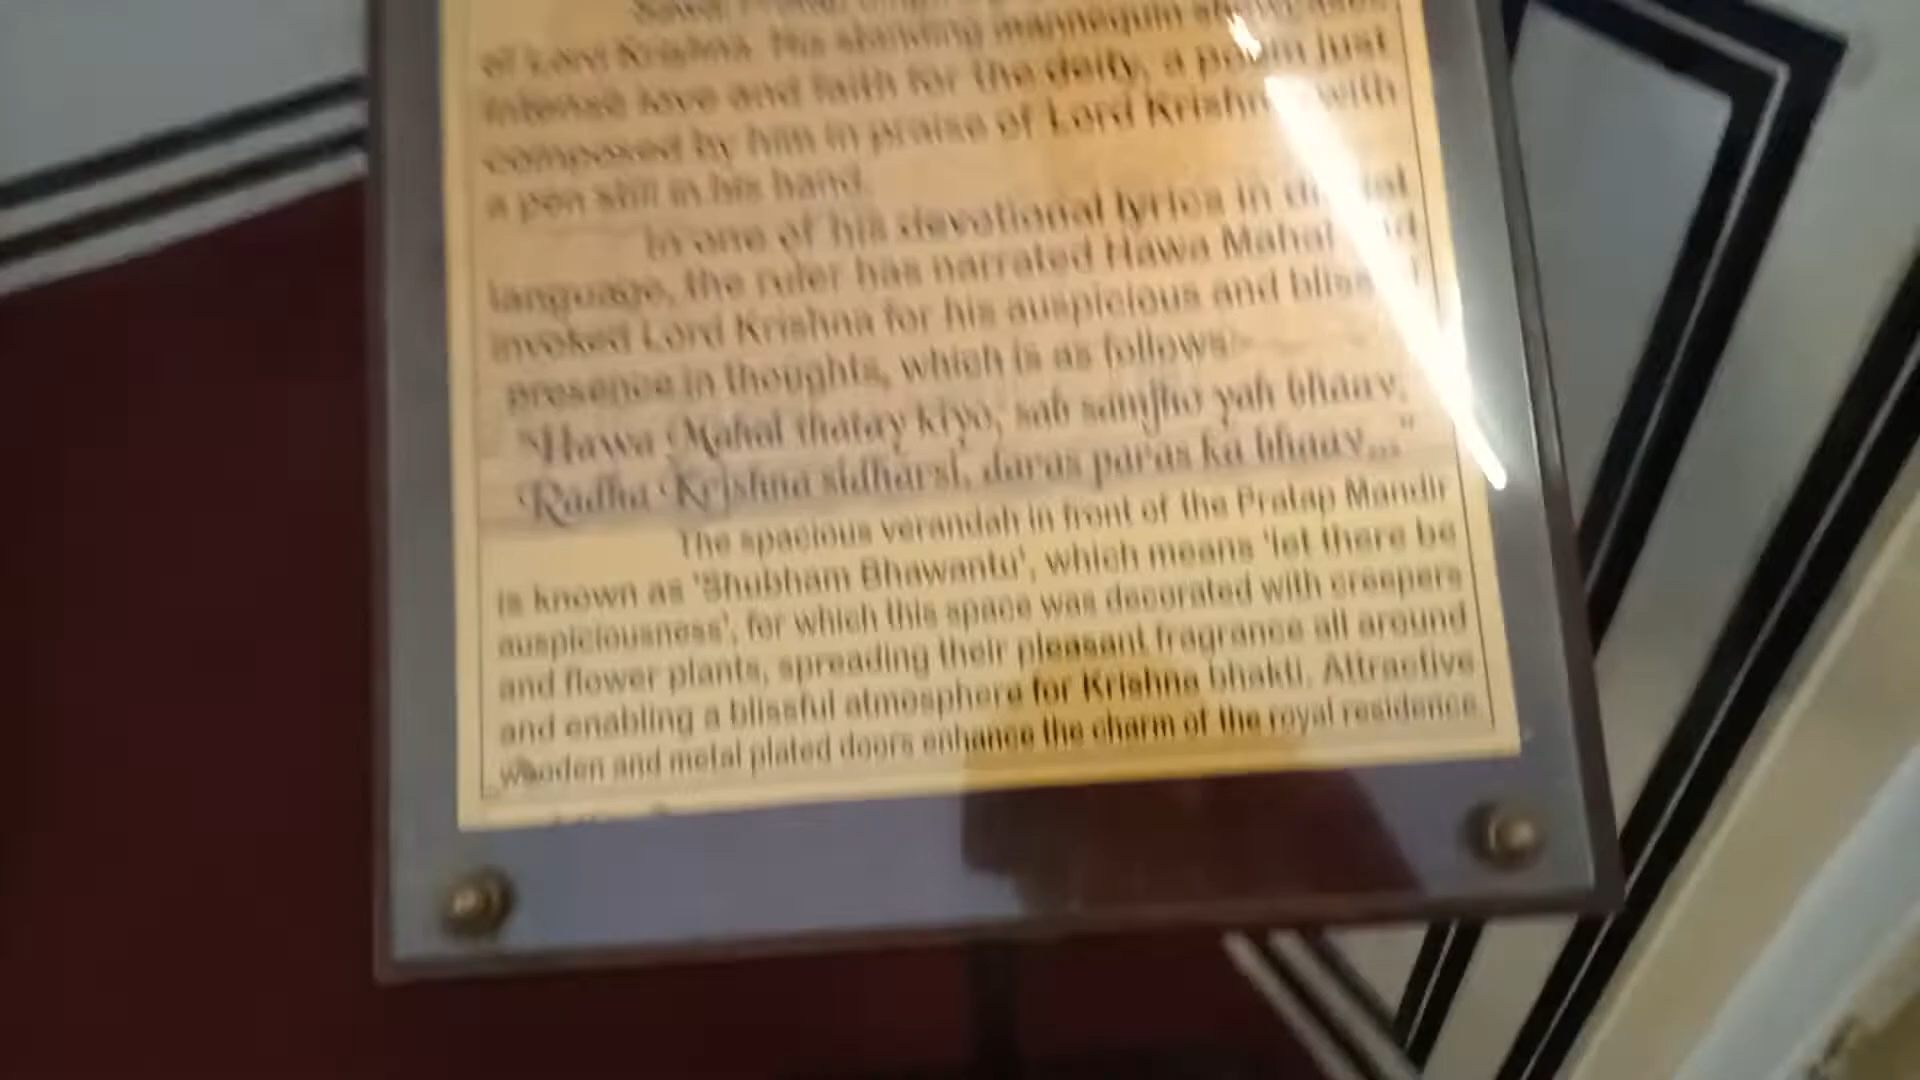 of Lord Krishna. His standing mannequin showcases
intense love and faith for the deity, a poem just
composed by him in praise of Lord Krishna with
a pen still in his hand.
In one of his devotional lyrics in
language, the ruler has narrated Hawa Mahal and
invoked Lord Krishna for his auspicious and blissful
presence in thoughts, which is as follows:-
"Hawa Mahal thatay kiyo, sab samjho yah bhaav,
Radha Krishna sidharsi, daras paras ka bhaav..."
The spacious verandah in front of the Pratap Mandir
is known as 'Shubham Bhawantu', which means 'let there be
auspiciousness', for which this space was decorated with creepers
and flower plants, spreading their pleasant fragrance all around
and enabling a blissful atmosphere for Krishna bhakti. Attractive
wooden and metal plated doors enhance the charm of the royal residence